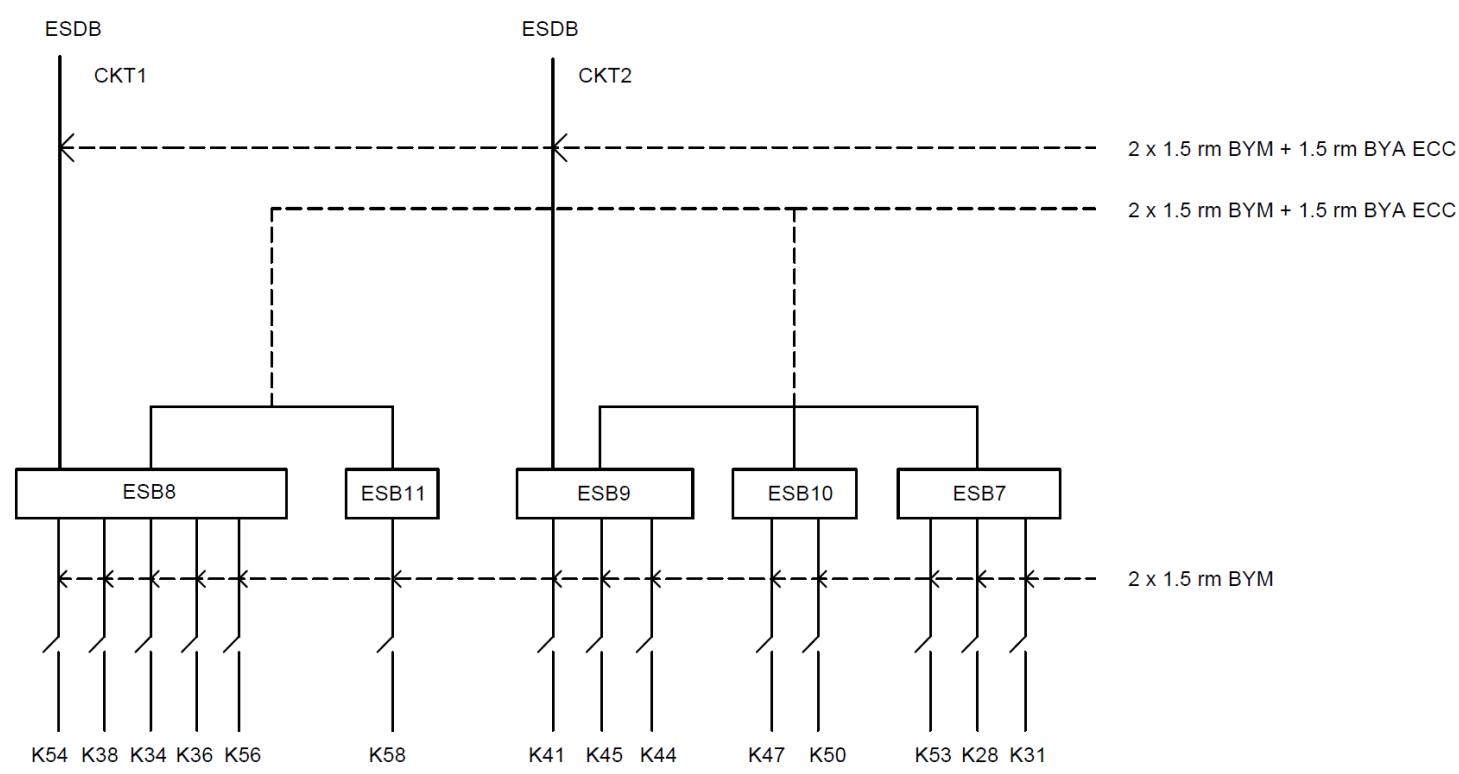 ESDB ESDB
CKT1 CKT2
2 x 1.5 rm BYM + 1.5 rm BYA ECC
2 x 1.5 rm BYM + 1.5 rm BYA ECC
ESB8 ESB11 ESB9 ESB10 ESB7
2 x 1.5 rm BYM
K54 K38 K34 K36 K56 K58 K41 K45 K44 K47 K50 K53 K28 K31